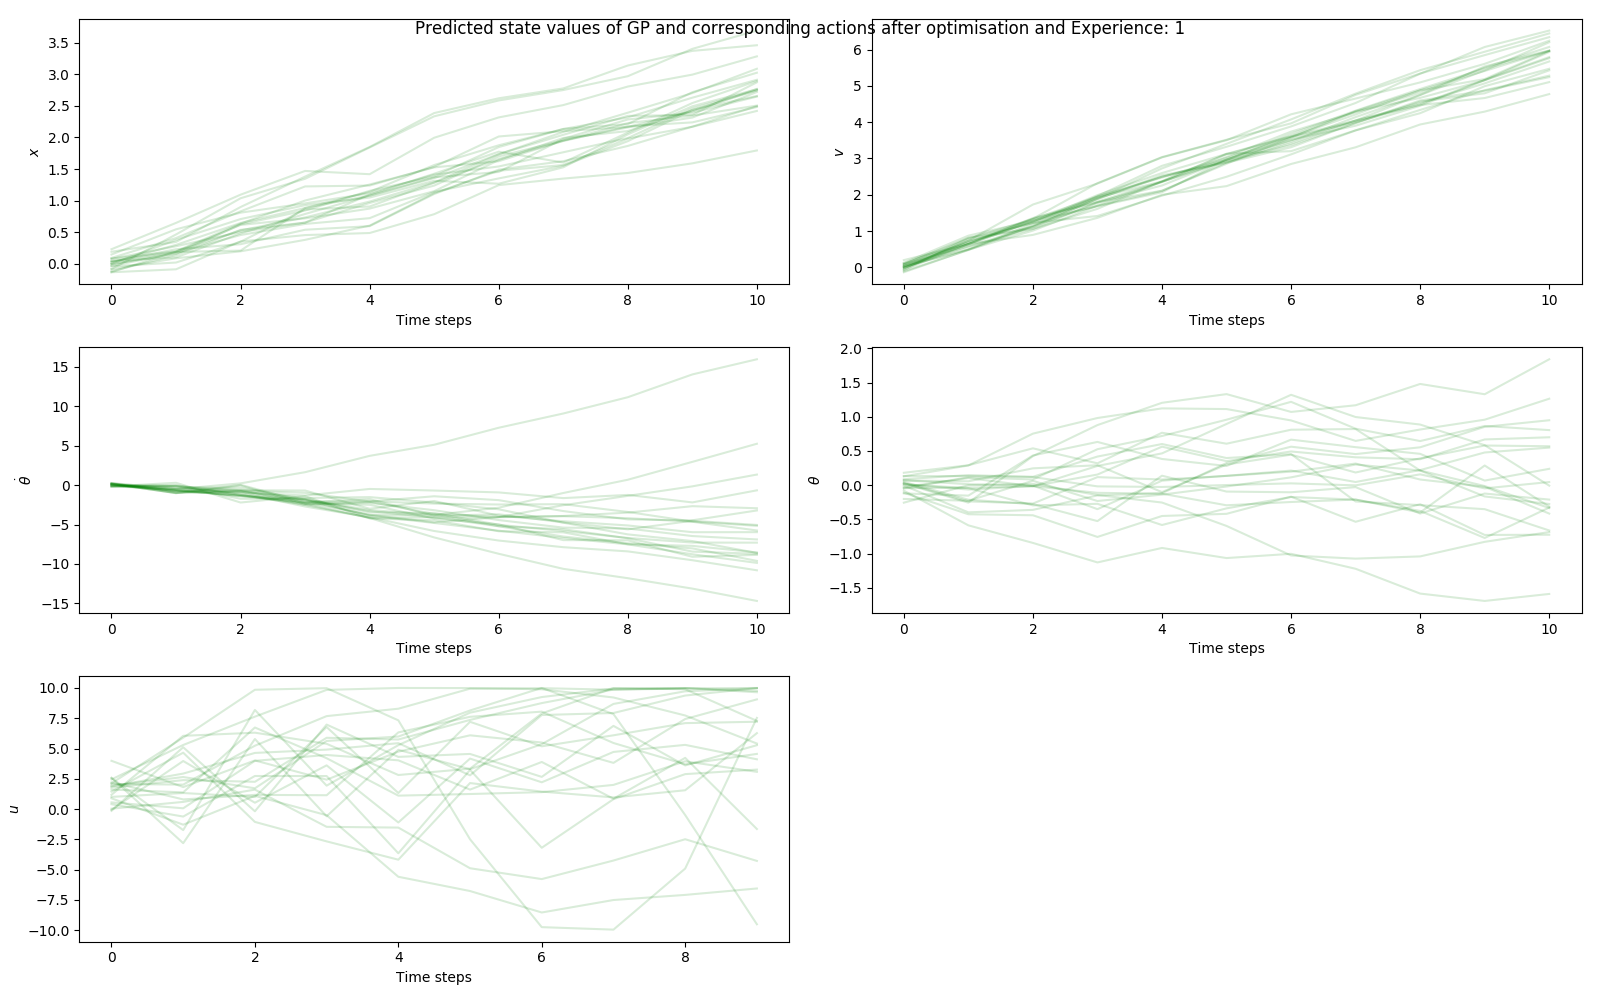 Predicted state values of GP and corresponding actions after optimisation and Experience: 1
3.5
3.0
2.5
2.0
1.5
1.0
0.5
0.0
x
0 2 4 6 8 10
Time steps
6
5
4
3
2
1
0
v
0 2 4 6 8 10
Time steps
15
10
5
0
−5
−10
−15
θ̇
0 2 4 6 8 10
Time steps
2.0
1.5
1.0
0.5
0.0
−0.5
−1.0
−1.5
θ
0 2 4 6 8 10
Time steps
10.0
7.5
5.0
2.5
0.0
−2.5
−5.0
−7.5
−10.0
u
0 2 4 6 8
Time steps